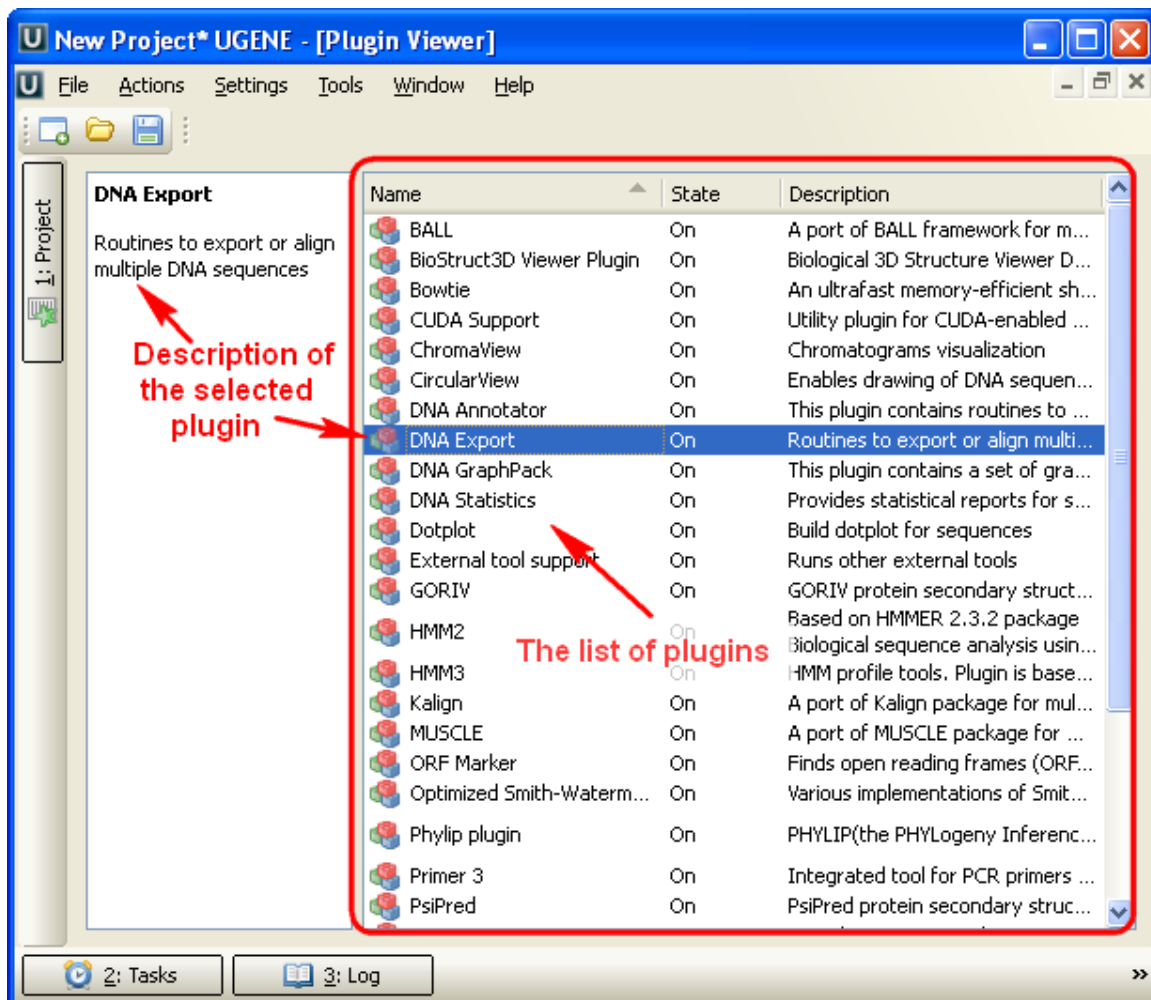 New Project* UGENE - [Plugin Viewer]
File Actions Settings Tools Window Help
1: Project
DNA Export
Routines to export or align
multiple DNA sequences
Description of
the selected
plugin
Name State Description
BALL On A port of BALL framework for m...
BioStruct3D Viewer Plugin On Biological 3D Structure Viewer D...
Bowtie On An ultrafast memory-efficient sh...
CUDA Support On Utility plugin for CUDA-enabled ...
ChromaView On Chromatograms visualization
CircularView On Enables drawing of DNA sequen...
DNA Annotator On This plugin contains routines to ...
DNA Export On Routines to export or align multi...
DNA GraphPack On This plugin contains a set of gra...
DNA Statistics On Provides statistical reports for s...
Dotplot On Build dotplot for sequences
External tool support On Runs other external tools
GORIV On GORIV protein secondary struct...
HMM2 On Based on HMMER 2.3.2 package
Biological sequence analysis usin...
The list of plugins
HMM3 On HMM profile tools. Plugin is base...
Kalign On A port of Kalign package for mul...
MUSCLE On A port of MUSCLE package for ...
ORF Marker On Finds open reading frames (ORF...
Optimized Smith-Waterm... On Various implementations of Smit...
Phylip plugin On PHYLIP(the PHYLogeny Inferenc...
Primer 3 On Integrated tool for PCR primers ...
PsiPred On PsiPred protein secondary struc...
2: Tasks 3: Log